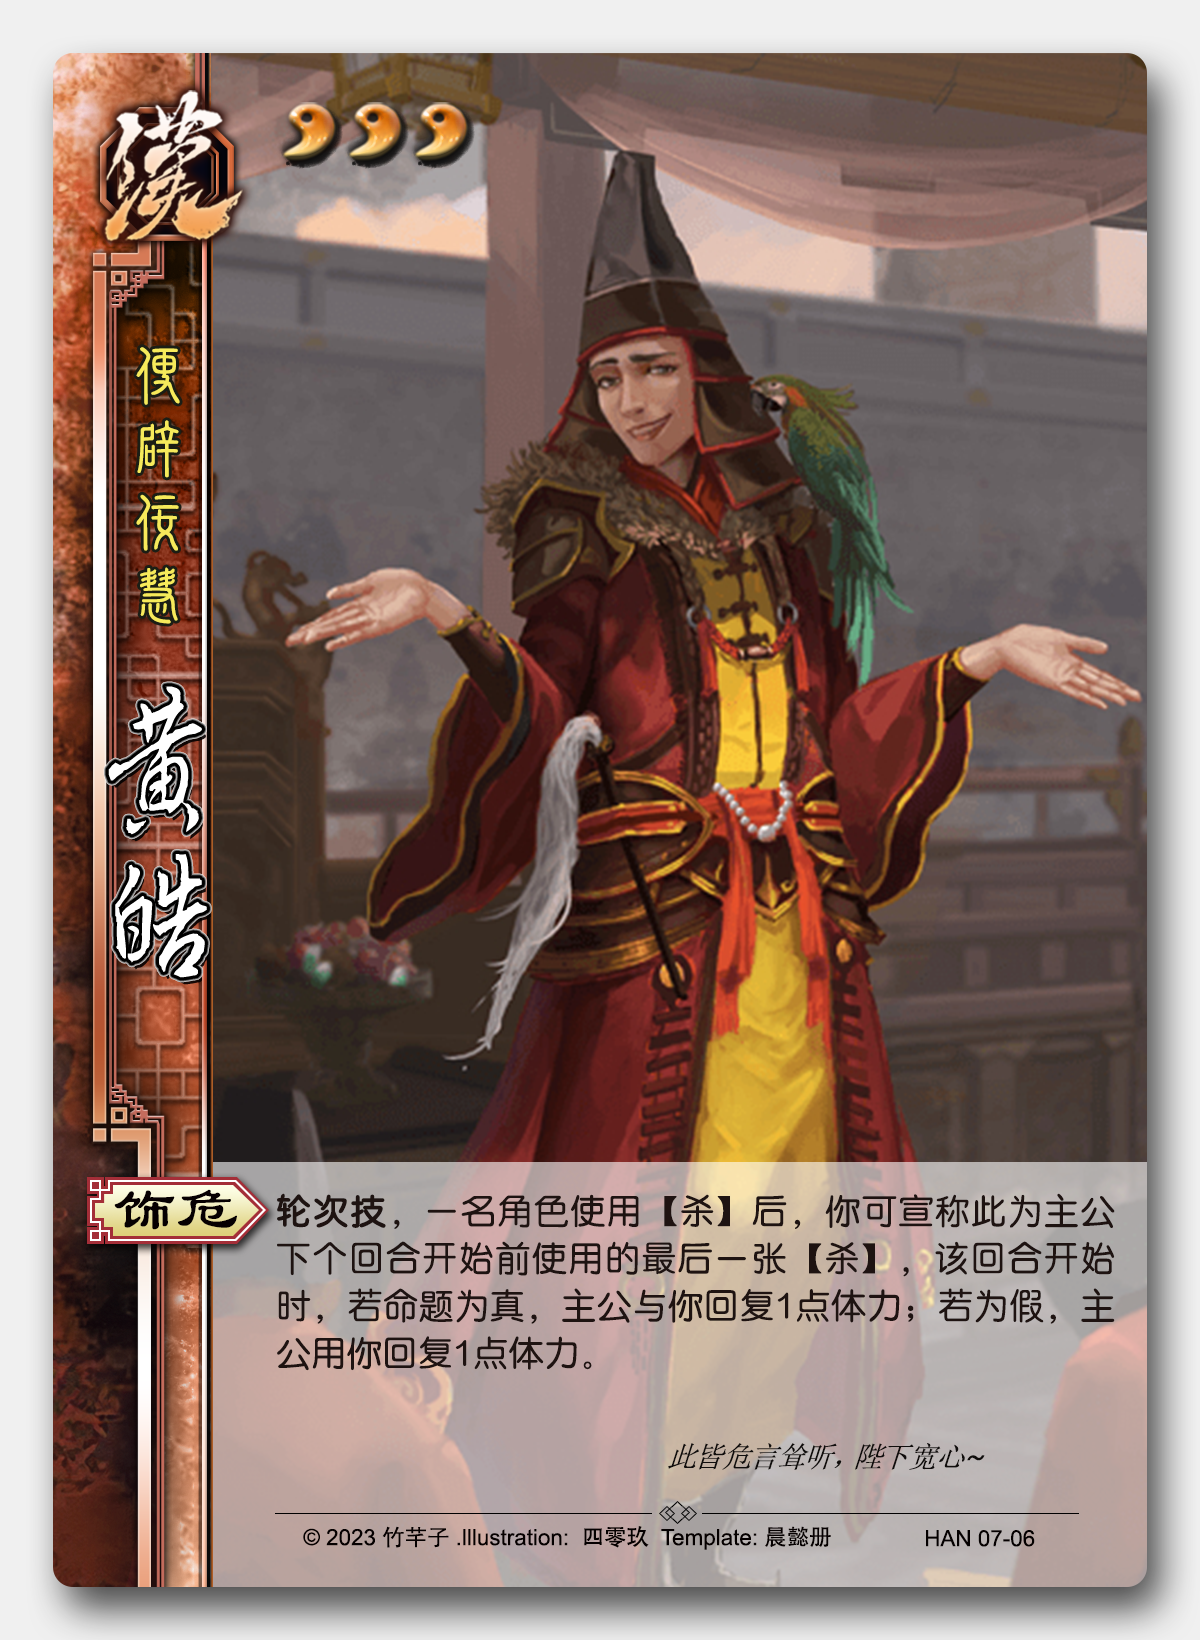 漢
便辟佞慧
黄皓
饰危
轮次技，一名角色使用【杀】后，你可宣称此为主公
下个回合开始前使用的最后一张【杀】，该回合开始
时，若命题为真，主公与你回复1点体力；若为假，主
公用你回复1点体力。
此皆危言耸听，陛下宽心~
© 2023 竹芊子 .Illustration: 四零玖 Template: 晨懿册 HAN 07-06